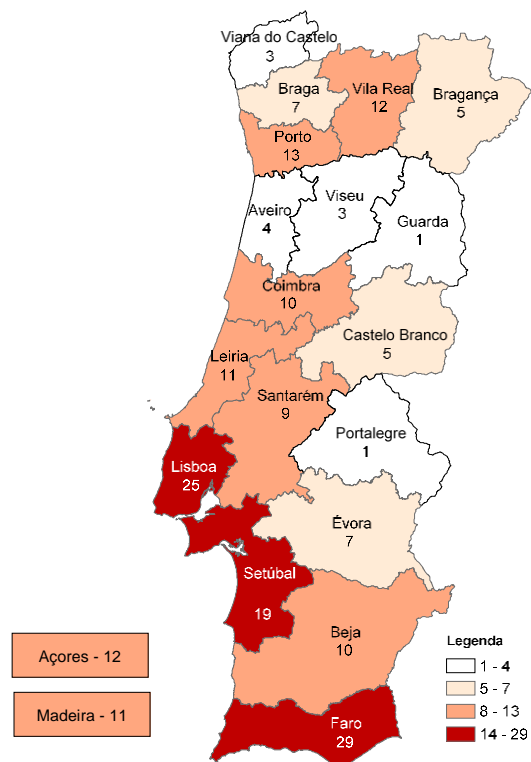 Viana do Castelo
3
Braga
7
Vila Real
12
Bragança
5
Porto
13
Aveiro
4
Viseu
3
Guarda
1
Coimbra
10
Castelo Branco
5
Leiria
11
Santarém
9
Portalegre
1
Lisboa
25
Évora
7
Setúbal
19
Beja
10
Faro
29
Açores - 12
Madeira - 11
Legenda
1 - 4
5 - 7
8 - 13
14 - 29